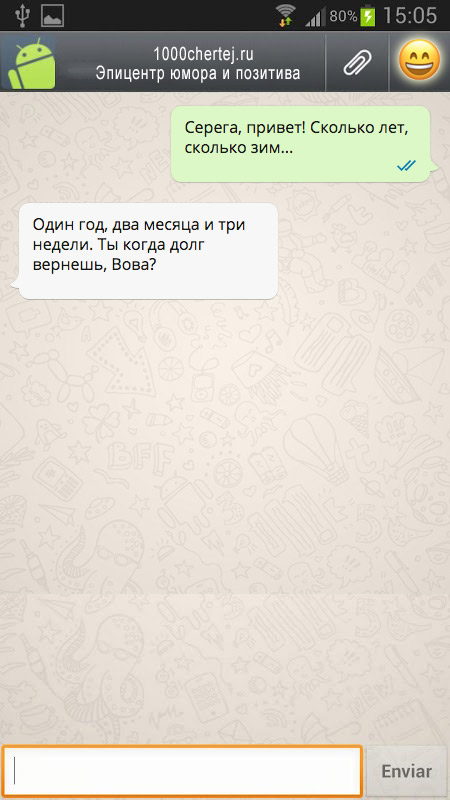 80% 15:05
1000chertej.ru
Эпицентр юмора и позитива
Серега, привет! Сколько лет,
сколько зим...
Один год, два месяца и три
недели. Ты когда долг
вернешь, Вова?
BFF
Enviar